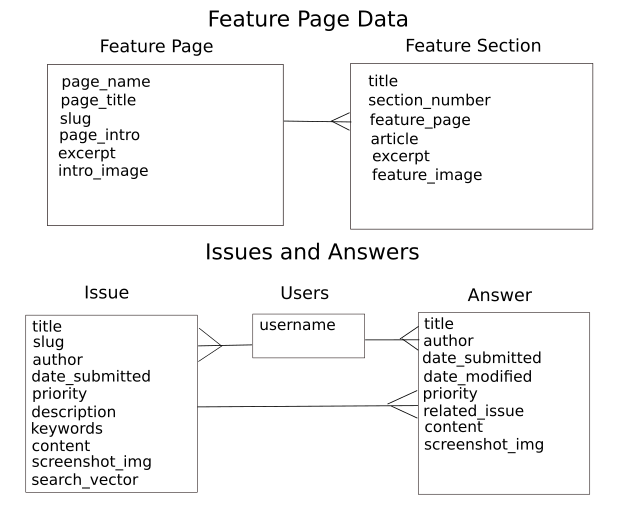 Feature Page Data
Feature Page
page_name
page_title
slug
page_intro
excerpt
intro_image
Feature Section
title
section_number
feature_page
article
excerpt
feature_image
Issues and Answers
Issue
title
slug
author
date_submitted
priority
description
keywords
content
screenshot_img
search_vector
Users
username
Answer
title
author
date_submitted
date_modified
priority
related_issue
content
screenshot_img